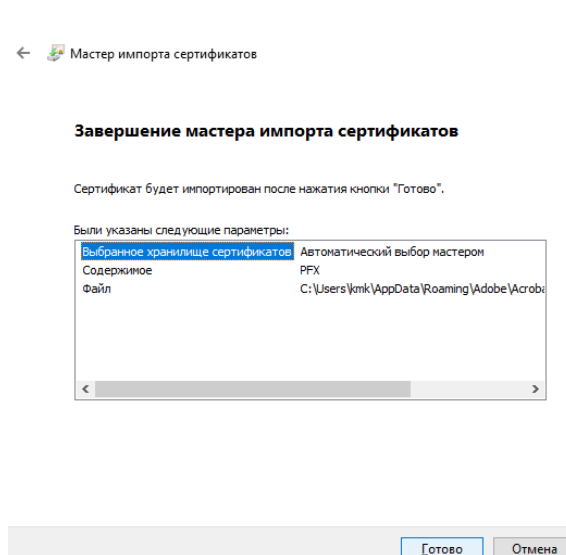 Мастер импорта сертификатов
Завершение мастера импорта сертификатов
Сертификат будет импортирован после нажатия кнопки "Готово".
Были указаны следующие параметры:
Выбранное хранилище сертификатов Автоматический выбор мастером
Содержимое PFX
Файл C:\Users\kmk\AppData\Roaming\Adobe\Acroba
Готово Отмена